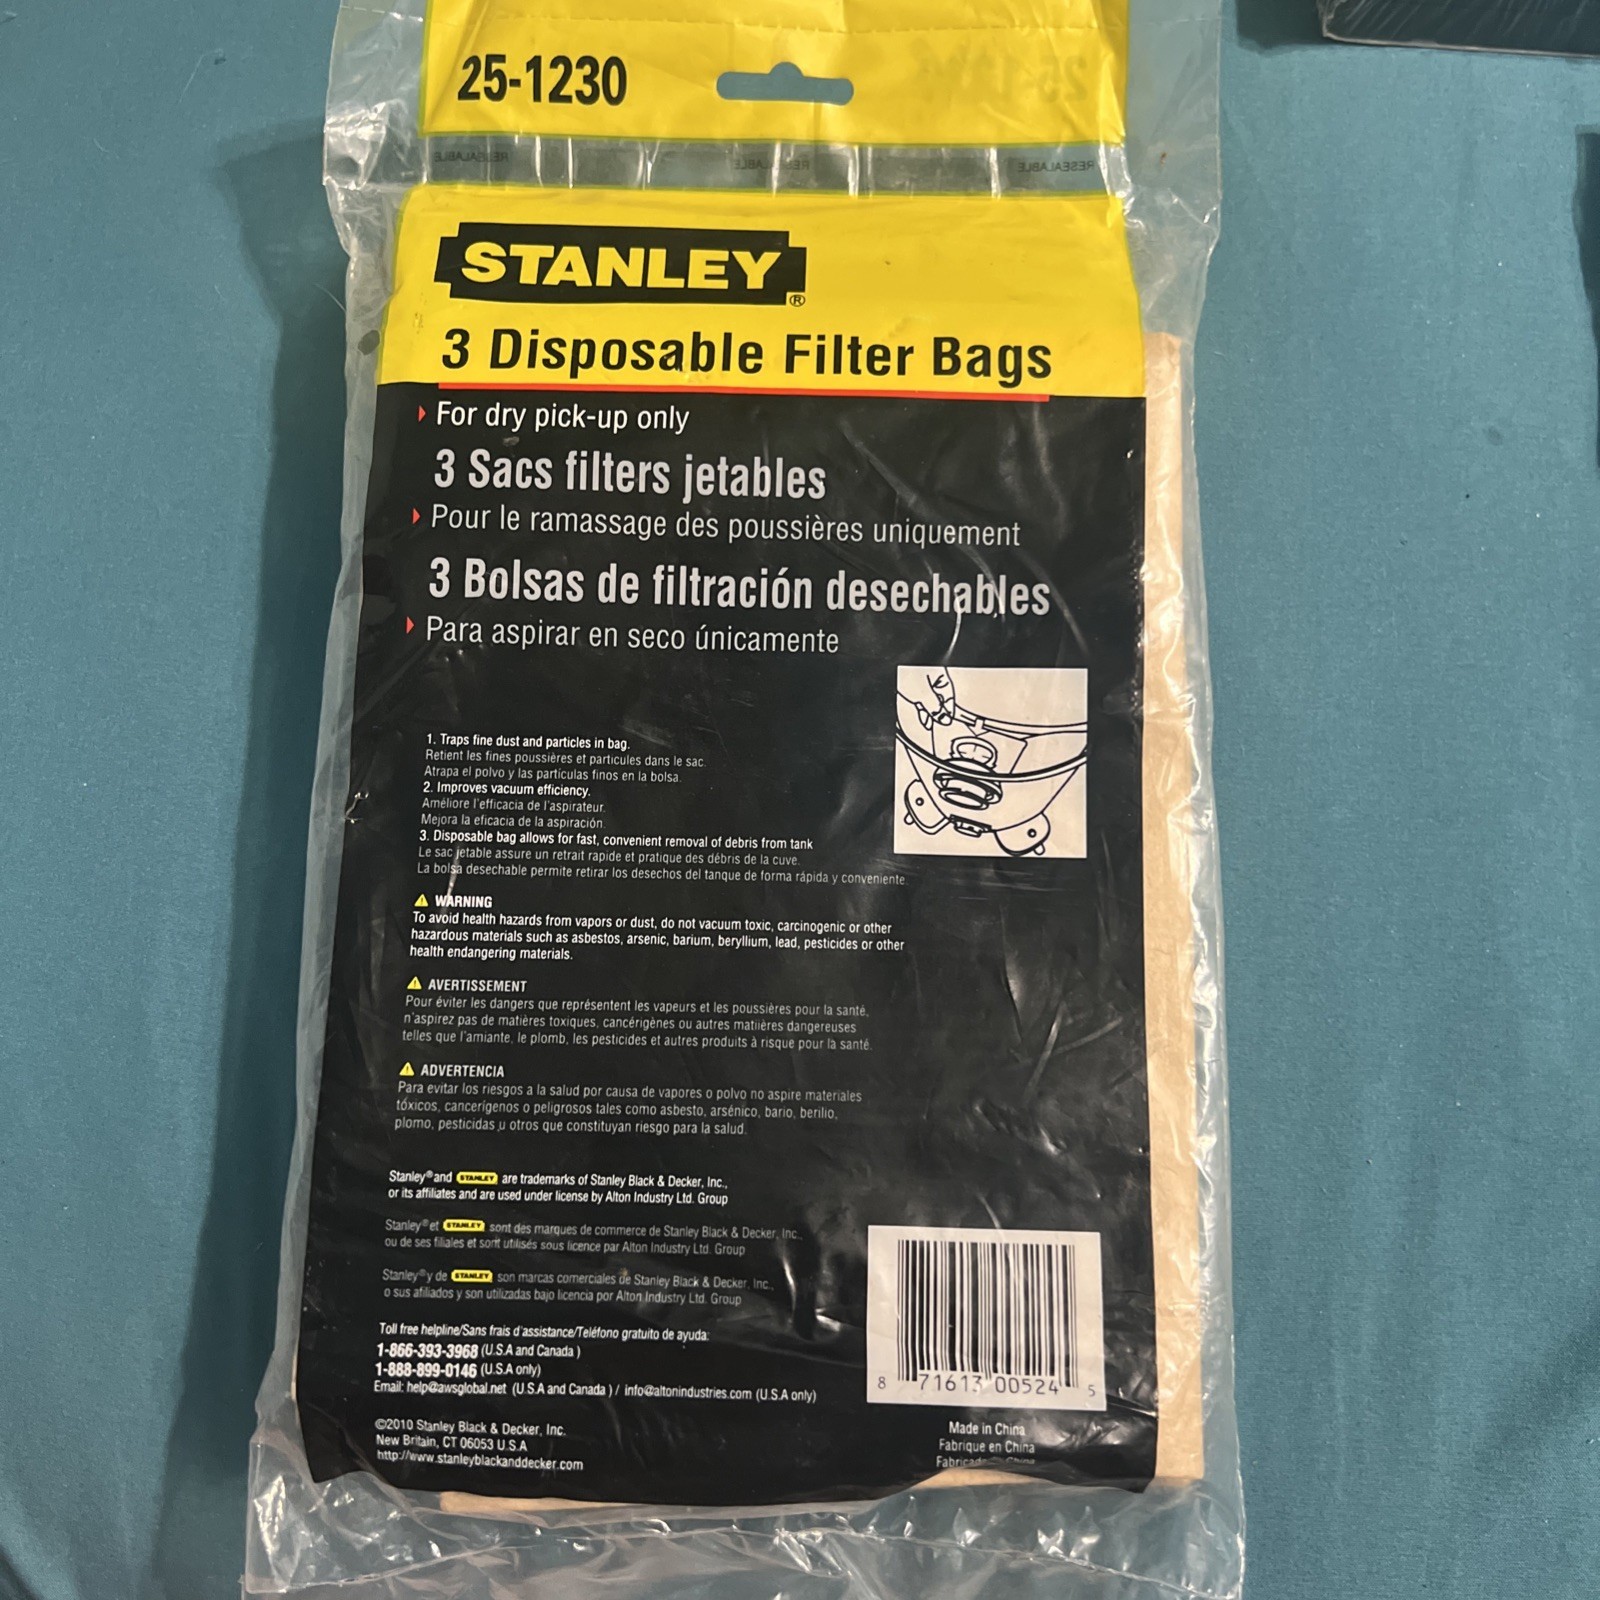 25-1230
RESEALABLE RESEALABLE RESEALABLE
STANLEY®
3 Disposable Filter Bags
For dry pick-up only
3 Sacs filters jetables
Pour le ramassage des poussières uniquement
3 Bolsas de filtración desechables
Para aspirar en seco únicamente
1. Traps fine dust and particles in bag.
Retient les fines poussières et particules dans le sac.
Atrapa el polvo y las partículas finos en la bolsa.
2. Improves vacuum efficiency.
Améliore l'efficacia de l'aspirateur.
Mejora la eficacia de la aspiración.
3. Disposable bag allows for fast, convenient removal of debris from tank
Le sac jetable assure un retrait rapide et pratique des débris de la cuve.
La bolsa desechable permite retirar los desechos del tanque de forma rápida y conveniente.
WARNING
To avoid health hazards from vapors or dust, do not vacuum toxic, carcinogenic or other
hazardous materials such as asbestos, arsenic, barium, beryllium, lead, pesticides or other
health endangering materials.
AVERTISSEMENT
Pour éviter les dangers que représentent les vapeurs et les poussières pour la santé,
n'aspirez pas de matières toxiques, cancérigènes ou autres matiières dangereuses
telles que l'amiante, le plomb, les pesticides et autres produits à risque pour la santé.
ADVERTENCIA
Para evitar los riesgos a la salud por causa de vapores o polvo no aspire materiales
tóxicos, cancerígenos o peligrosos tales como asbesto, arsénico, bario, berilio,
plomo, pesticidas u otros que constituyan riesgo para la salud.
Stanley® and STANLEY are trademarks of Stanley Black & Decker, Inc.,
or its affiliates and are used under license by Alton Industry Ltd. Group
Stanley® et STANLEY sont des marques de commerce de Stanley Black & Decker, Inc.,
ou de ses filiales et sont utilisés sous licence par Alton Industry Ltd. Group
Stanley® y de STANLEY son marcas comerciales de Stanley Black & Decker, Inc.,
o sus afiliados y son utilizadas bajo licencia por Alton Industry Ltd. Group
Toll free helpline/Sans frais d'assistance/Teléfono gratuito de ayuda:
1-866-393-3968 (U.S.A and Canada )
1-888-899-0146 (U.S.A only)
Email: help@awsglobal.net (U.S.A and Canada ) / info@altonindustries.com (U.S.A only)
©2010 Stanley Black & Decker, Inc.
New Britain, CT 06053 U.S.A
http://www.stanleyblackanddecker.com
8 71613 00524 5
Made in China
Fabriqué en China
China